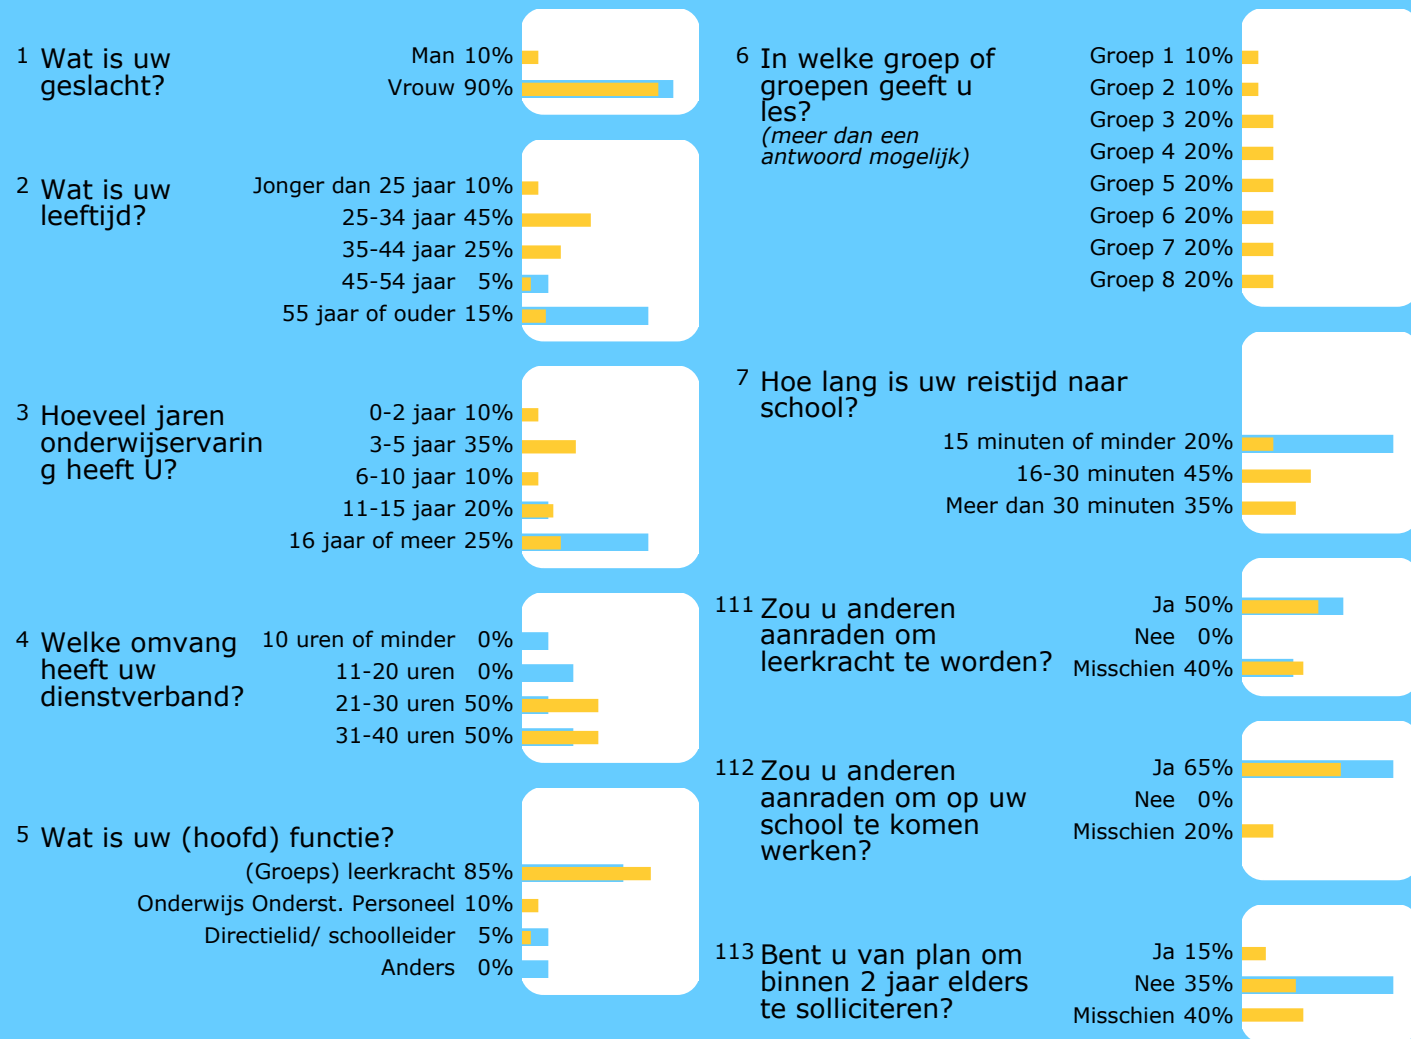 1 Wat is uw
geslacht?
Man 10%
Vrouw 90%
2 Wat is uw
leeftijd?
Jonger dan 25 jaar 10%
25-34 jaar 45%
35-44 jaar 25%
45-54 jaar 5%
55 jaar of ouder 15%
3 Hoeveel jaren
onderwijservarin
g heeft U?
0-2 jaar 10%
3-5 jaar 35%
6-10 jaar 10%
11-15 jaar 20%
16 jaar of meer 25%
4 Welke omvang
heeft uw
dienstverband?
10 uren of minder 0%
11-20 uren 0%
21-30 uren 50%
31-40 uren 50%
5 Wat is uw (hoofd) functie?
(Groeps) leerkracht 85%
Onderwijs Onderst. Personeel 10%
Directielid/ schoolleider 5%
Anders 0%
6 In welke groep of
groepen geeft u
les?
(meer dan een
antwoord mogelijk)
Groep 1 10%
Groep 2 10%
Groep 3 20%
Groep 4 20%
Groep 5 20%
Groep 6 20%
Groep 7 20%
Groep 8 20%
7 Hoe lang is uw reistijd naar
school?
15 minuten of minder 20%
16-30 minuten 45%
Meer dan 30 minuten 35%
111 Zou u anderen
aanraden om
leerkracht te worden?
Ja 50%
Nee 0%
Misschien 40%
112 Zou u anderen
aanraden om op uw
school te komen
werken?
Ja 65%
Nee 0%
Misschien 20%
113 Bent u van plan om
binnen 2 jaar elders
te solliciteren?
Ja 15%
Nee 35%
Misschien 40%